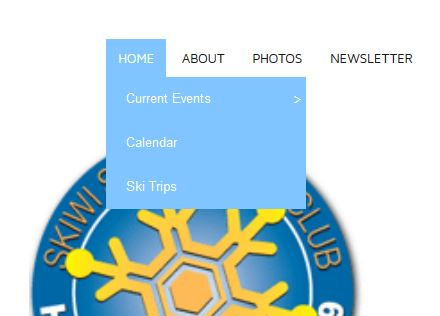 HOME ABOUT PHOTOS NEWSLETTER
Current Events >
Calendar
Ski Trips
SKIWI S
CLUB
H